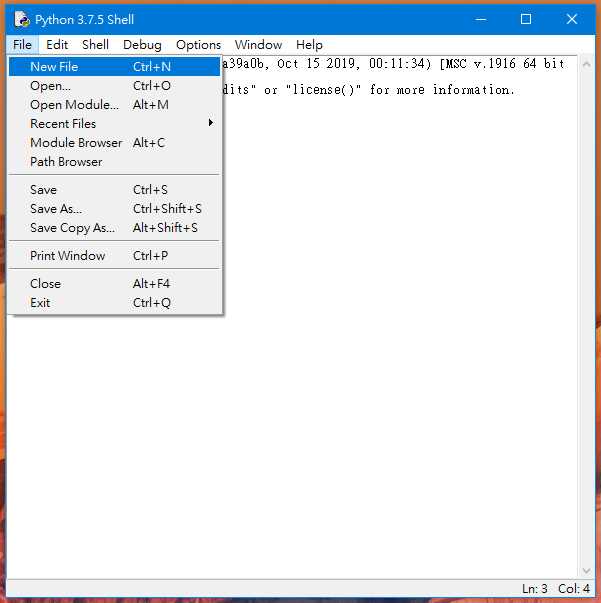 Python 3.7.5 Shell
File Edit Shell Debug Options Window Help
New File Ctrl+N
a39a0b, Oct 15 2019, 00:11:34) [MSC v.1916 64 bit
Open... Ctrl+O
dits" or "license()" for more information.
Open Module... Alt+M
Recent Files
Module Browser Alt+C
Path Browser
Save Ctrl+S
Save As... Ctrl+Shift+S
Save Copy As... Alt+Shift+S
Print Window Ctrl+P
Close Alt+F4
Exit Ctrl+Q
Ln: 3 Col: 4